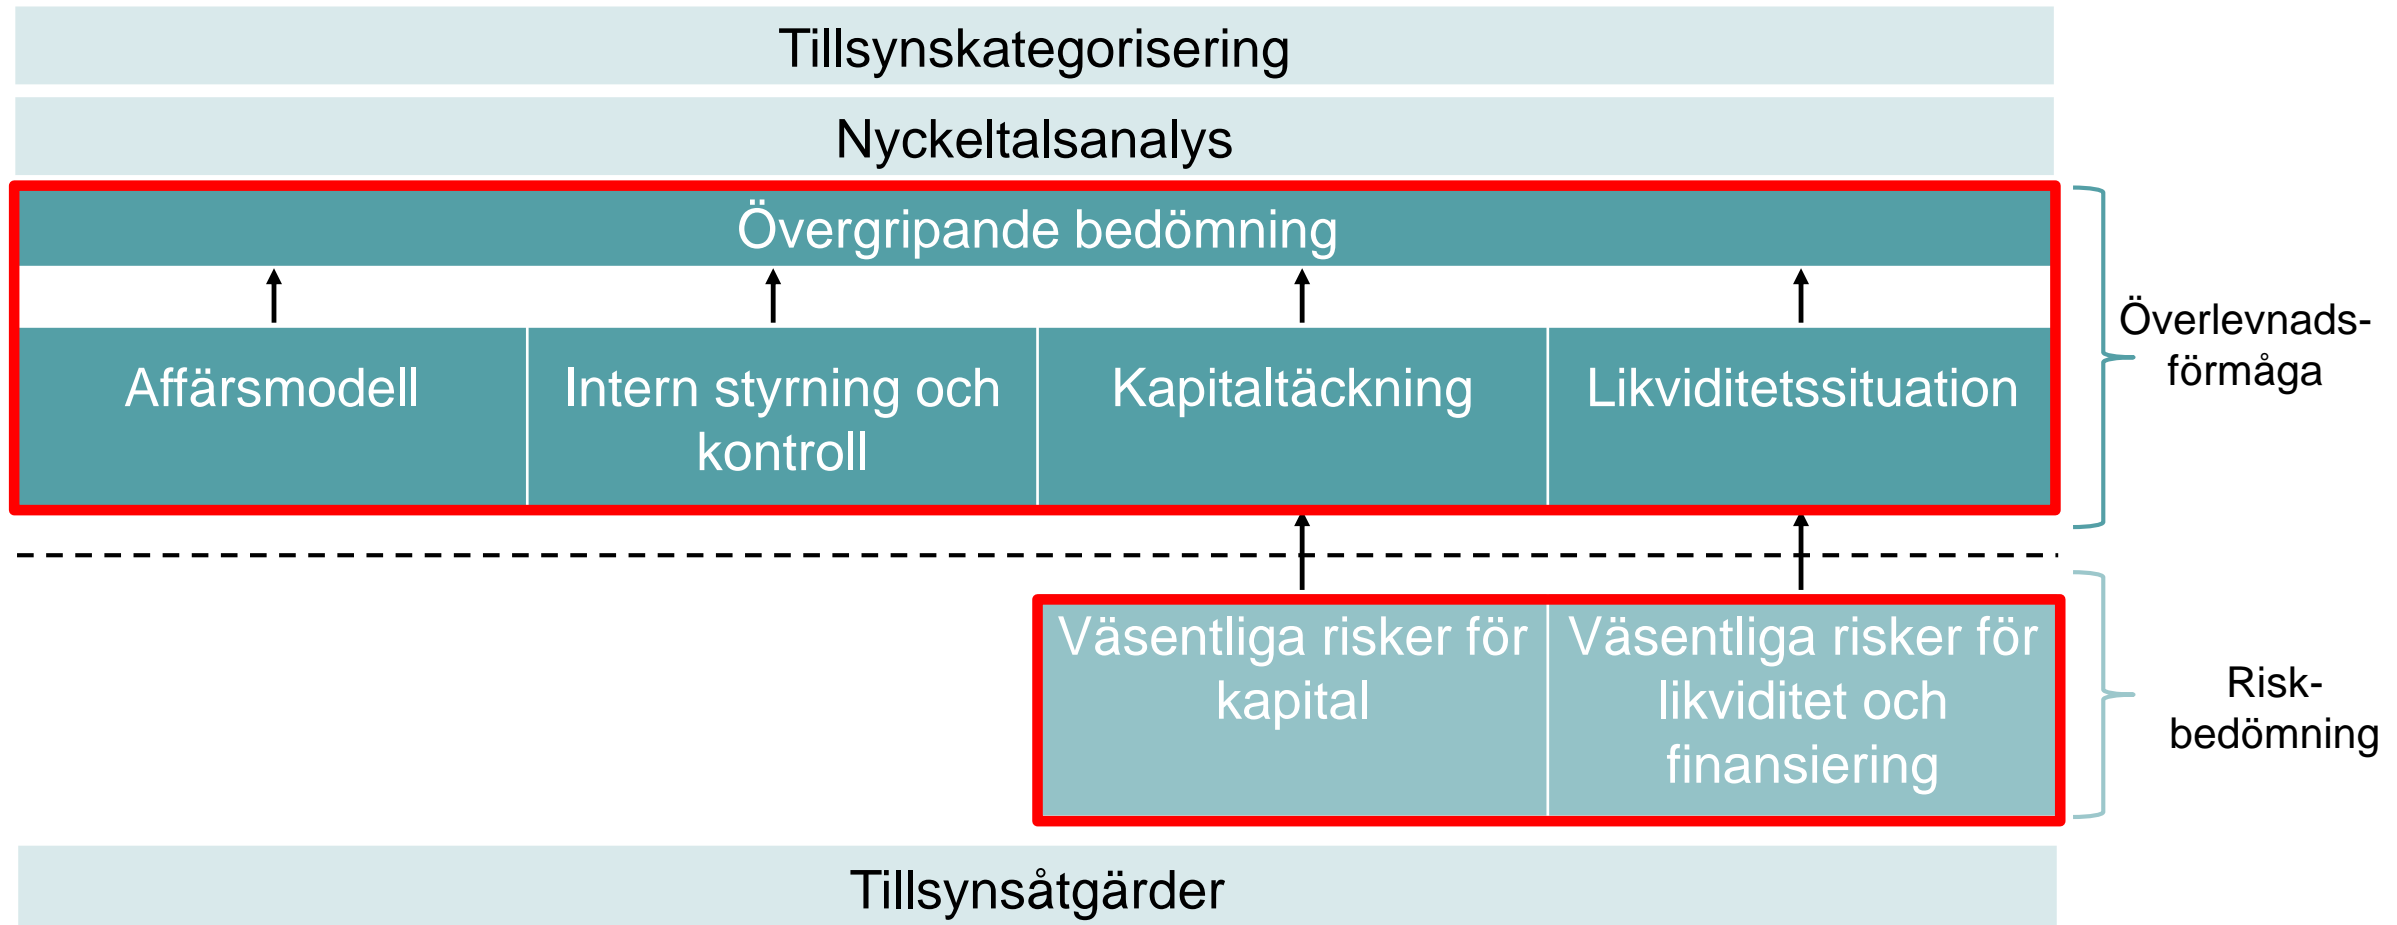 Tillsynskategorisering
Nyckeltalsanalys
Övergripande bedömning
Affärsmodell
Intern styrning och
kontroll
Kapitaltäckning
Likviditetssituation
Överlevnads-
förmåga
Väsentliga risker för
kapital
Väsentliga risker för
likviditet och
finansiering
Risk-
bedömning
Tillsynsåtgärder